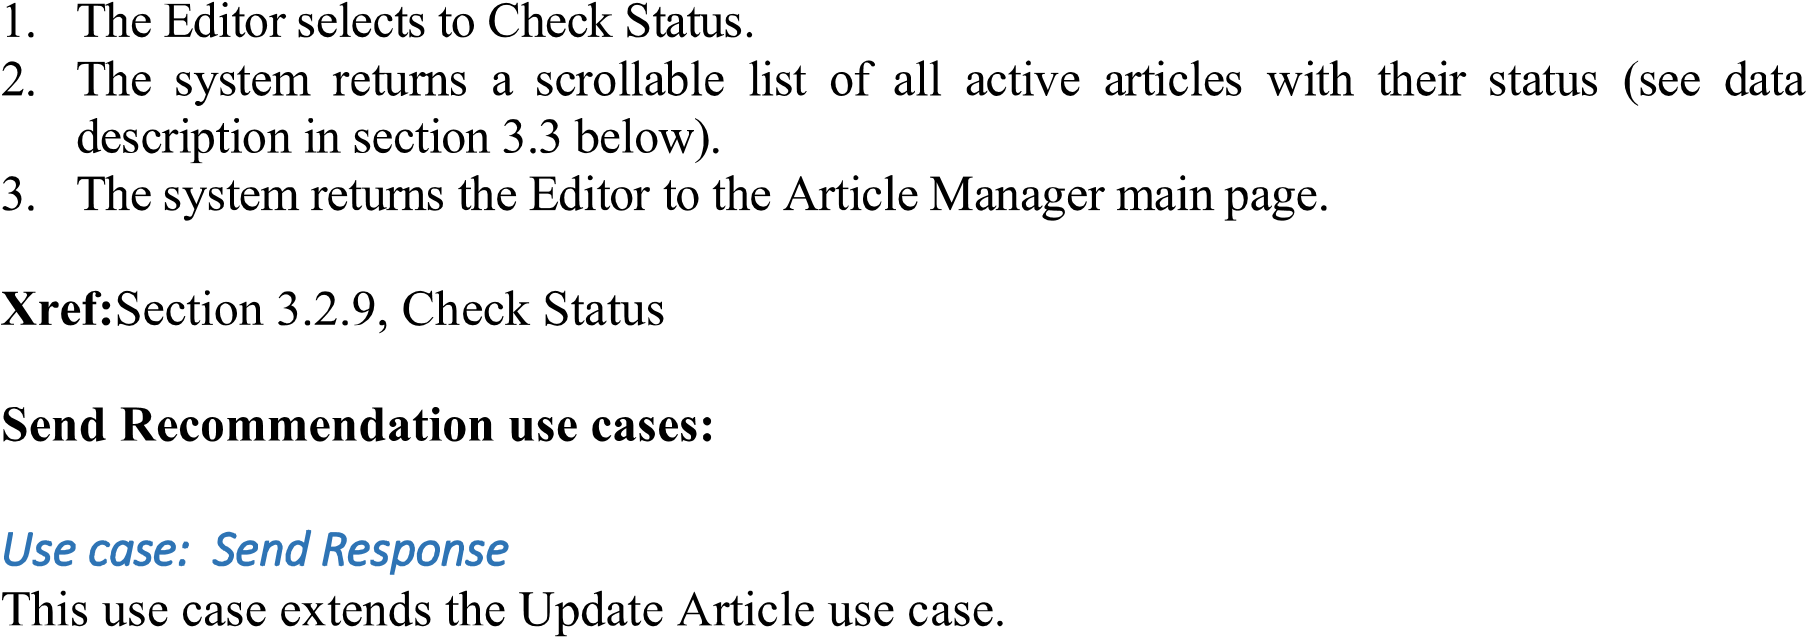 1. The Editor selects to Check Status.
2. The system returns a scrollable list of all active articles with their status (see data
description in section 3.3 below).
3. The system returns the Editor to the Article Manager main page.
Xref:Section 3.2.9, Check Status
Send Recommendation use cases:
Use case: Send Response
This use case extends the Update Article use case.